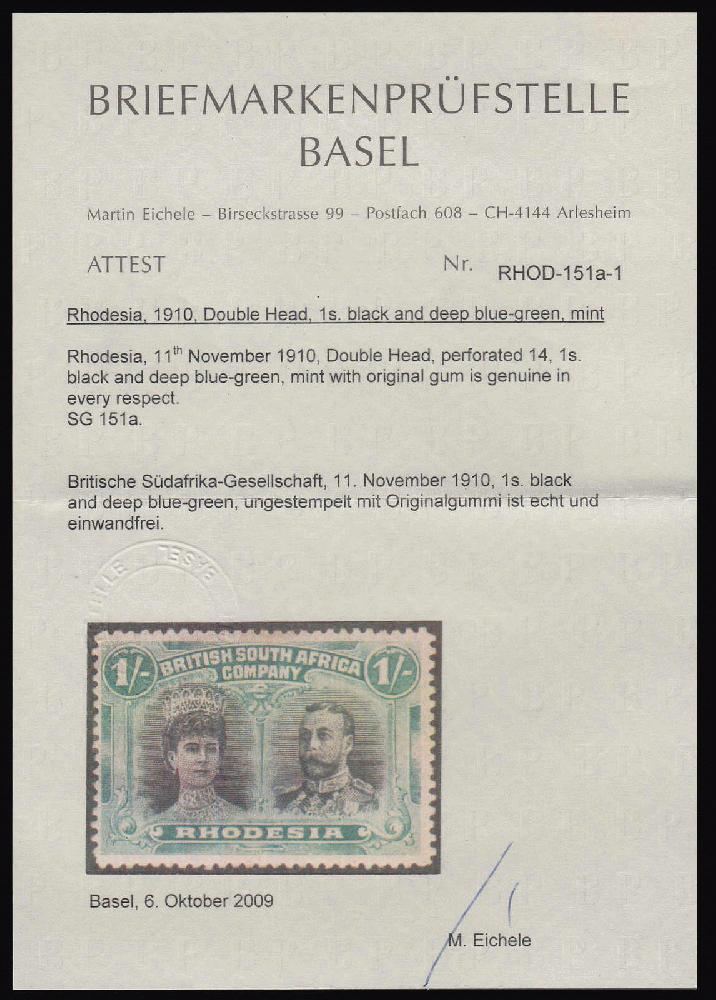 BRIEFMARKENPRÜFSTELLE
BASEL
Martin Eichele – Birseckstrasse 99 – Postfach 608 – CH-4144 Arlesheim
ATTEST Nr. RHOD-151a-1
Rhodesia, 1910, Double Head, 1s. black and deep blue-green, mint
Rhodesia, 11th November 1910, Double Head, perforated 14, 1s.
black and deep blue-green, mint with original gum is genuine in
every respect.
SG 151a.
Britische Südafrika-Gesellschaft, 11. November 1910, 1s. black
and deep blue-green, ungestempelt mit Originalgummi ist echt und
einwandfrei.
1/- BRITISH SOUTH AFRICA 1/-
COMPANY
RHODESIA
Basel, 6. Oktober 2009
M. Eichele